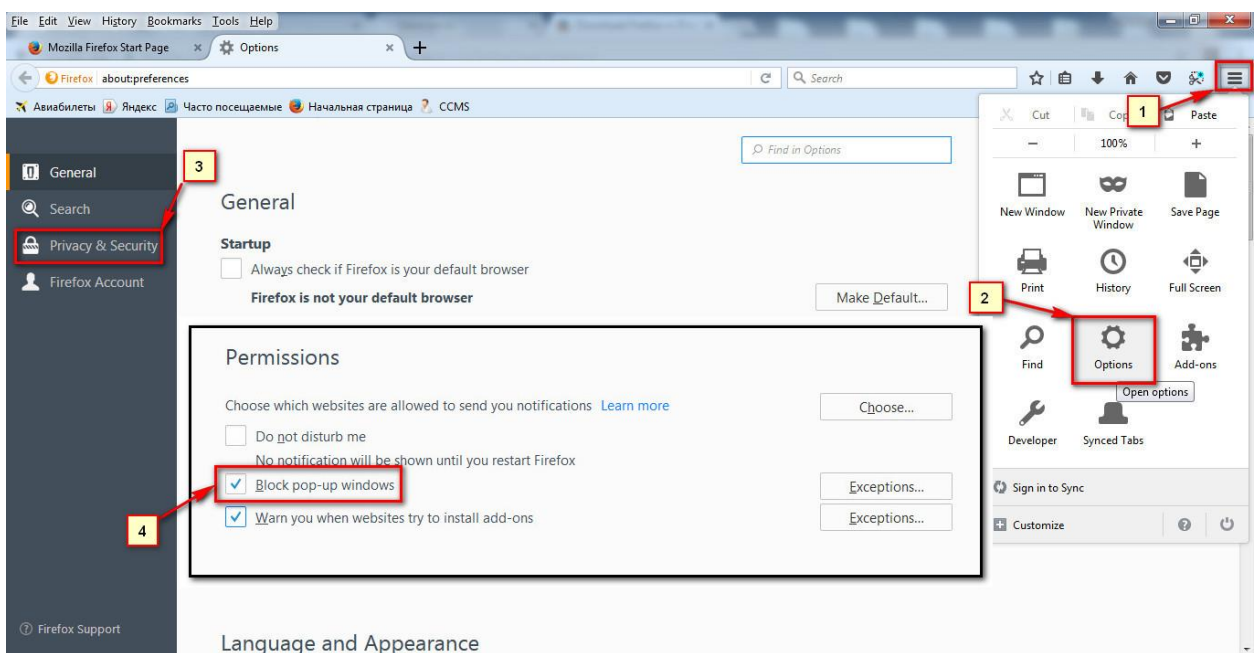 File Edit View History Bookmarks Tools Help
Mozilla Firefox Start Page
Options
Firefox about:preferences
Search
Авиабилеты Яндекс Часто посещаемые Начальная страница CCMS
1
Cut
Paste
100%
New Window
New Private Window
Save Page
Print
History
Full Screen
2
Find
Options
Add-ons
Open options
Developer
Synced Tabs
Sign in to Sync
Customize
General
3
Search
Privacy & Security
Firefox Account
Firefox Support
Find in Options
General
Startup
Always check if Firefox is your default browser
Firefox is not your default browser
Make Default...
Permissions
Choose which websites are allowed to send you notifications Learn more
Choose...
Do not disturb me
No notification will be shown until you restart Firefox
Block pop-up windows
Exceptions...
4
Warn you when websites try to install add-ons
Exceptions...
Language and Appearance